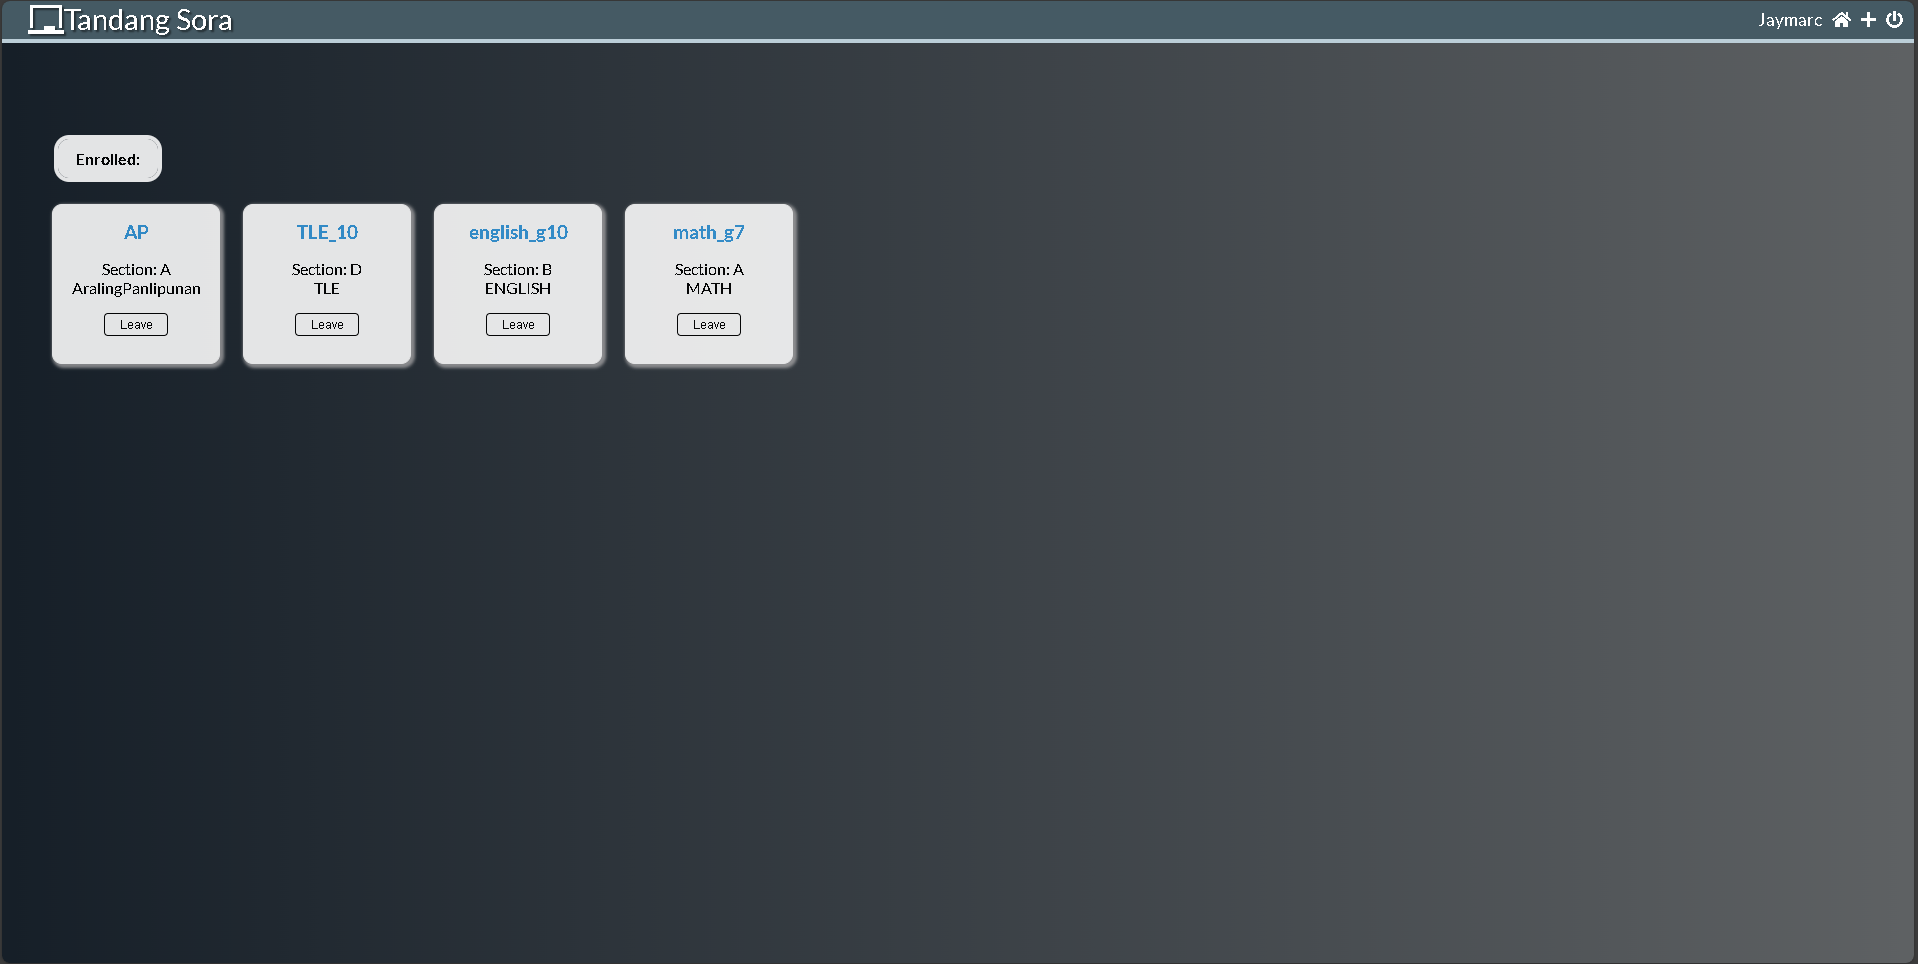 Tandang Sora
Jaymarc
Enrolled:
AP
Section: A
AralingPanlipunan
Leave
TLE_10
Section: D
TLE
Leave
english_g10
Section: B
ENGLISH
Leave
math_g7
Section: A
MATH
Leave